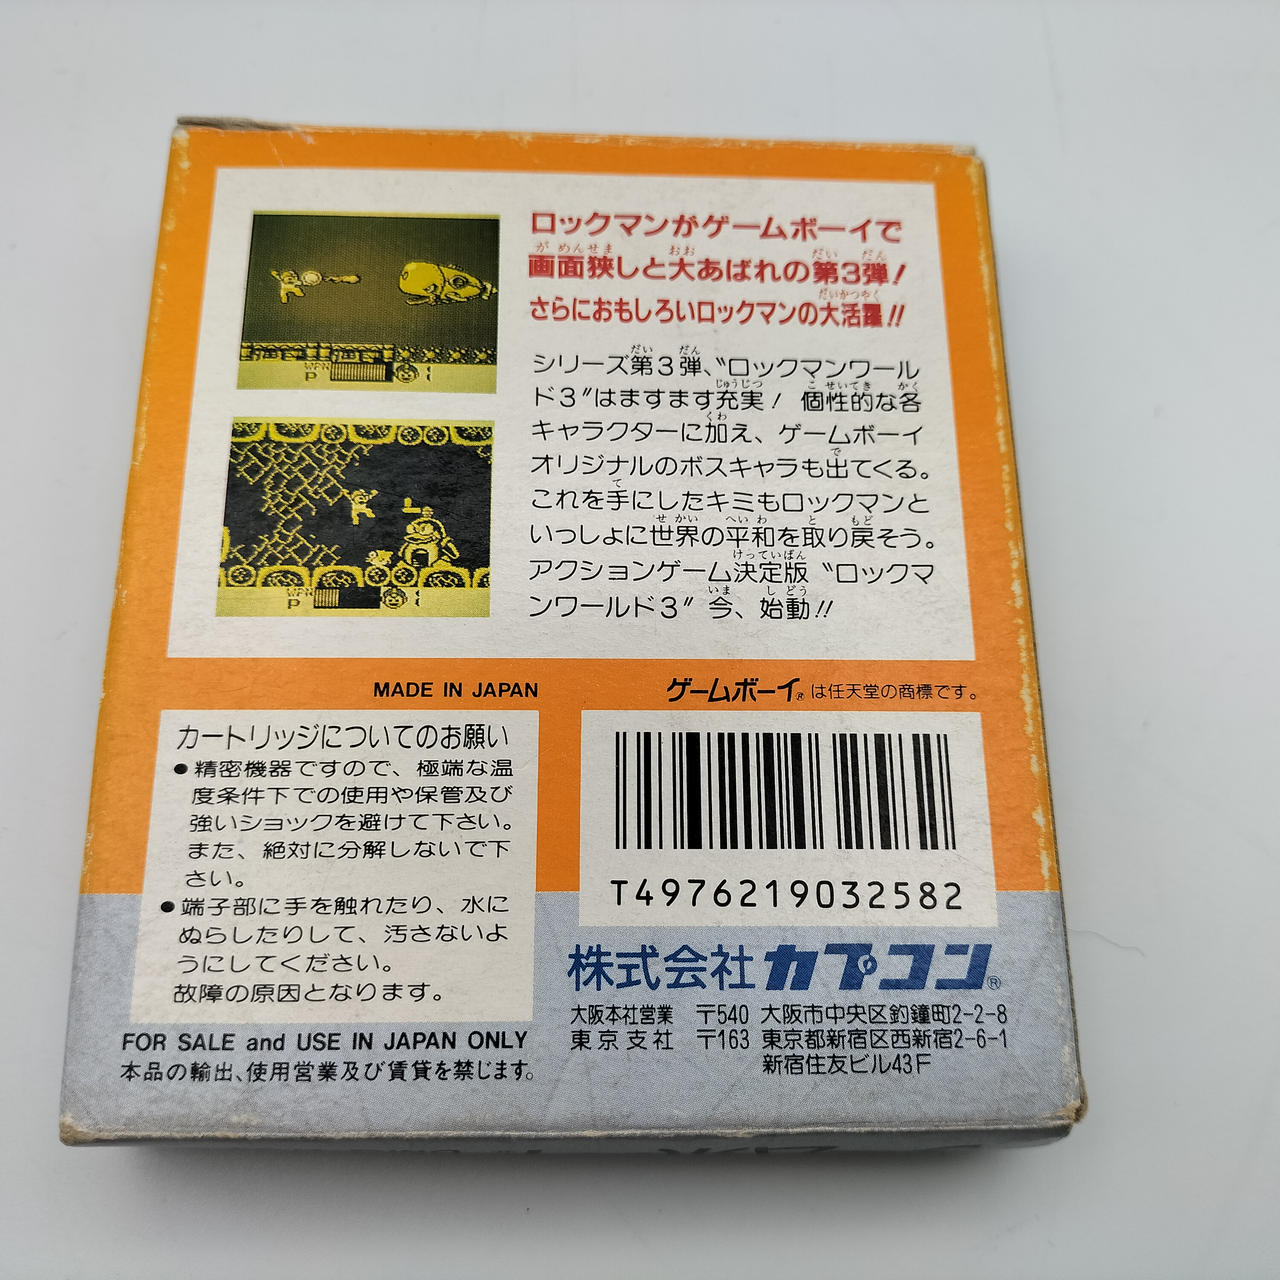 ロックマンがゲームボーイで
画面狭しと大あばれの第3弾!
さらにおもしろいロックマンの大活躍!!
シリーズ第3弾、〝ロックマンワール
ド3〟はますます充実! 個性的な各
キャラクターに加え、ゲームボーイ
オリジナルのボスキャラも出てくる。
これを手にしたキミもロックマンと
いっしょに世界の平和を取り戻そう。
アクションゲーム決定版〝ロックマ
ンワールド3〟今、始動!!
MADE IN JAPAN
ゲームボーイ®は任天堂の商標です。
カートリッジについてのお願い
●精密機器ですので、極端な温
度条件下での使用や保管及び
強いショックを避けて下さい。
また、絶対に分解しないで下
さい。
●端子部に手を触れたり、水に
ぬらしたりして、汚さないよ
うにしてください。
故障の原因となります。
FOR SALE and USE IN JAPAN ONLY
本品の輸出、使用営業及び賃貸を禁じます。
T4976219032582
株式会社カプコン®
大阪本社営業 〒540 大阪市中央区釣鐘町2-2-8
東京支社 〒163 東京都新宿区西新宿2-6-1
新宿住友ビル43F